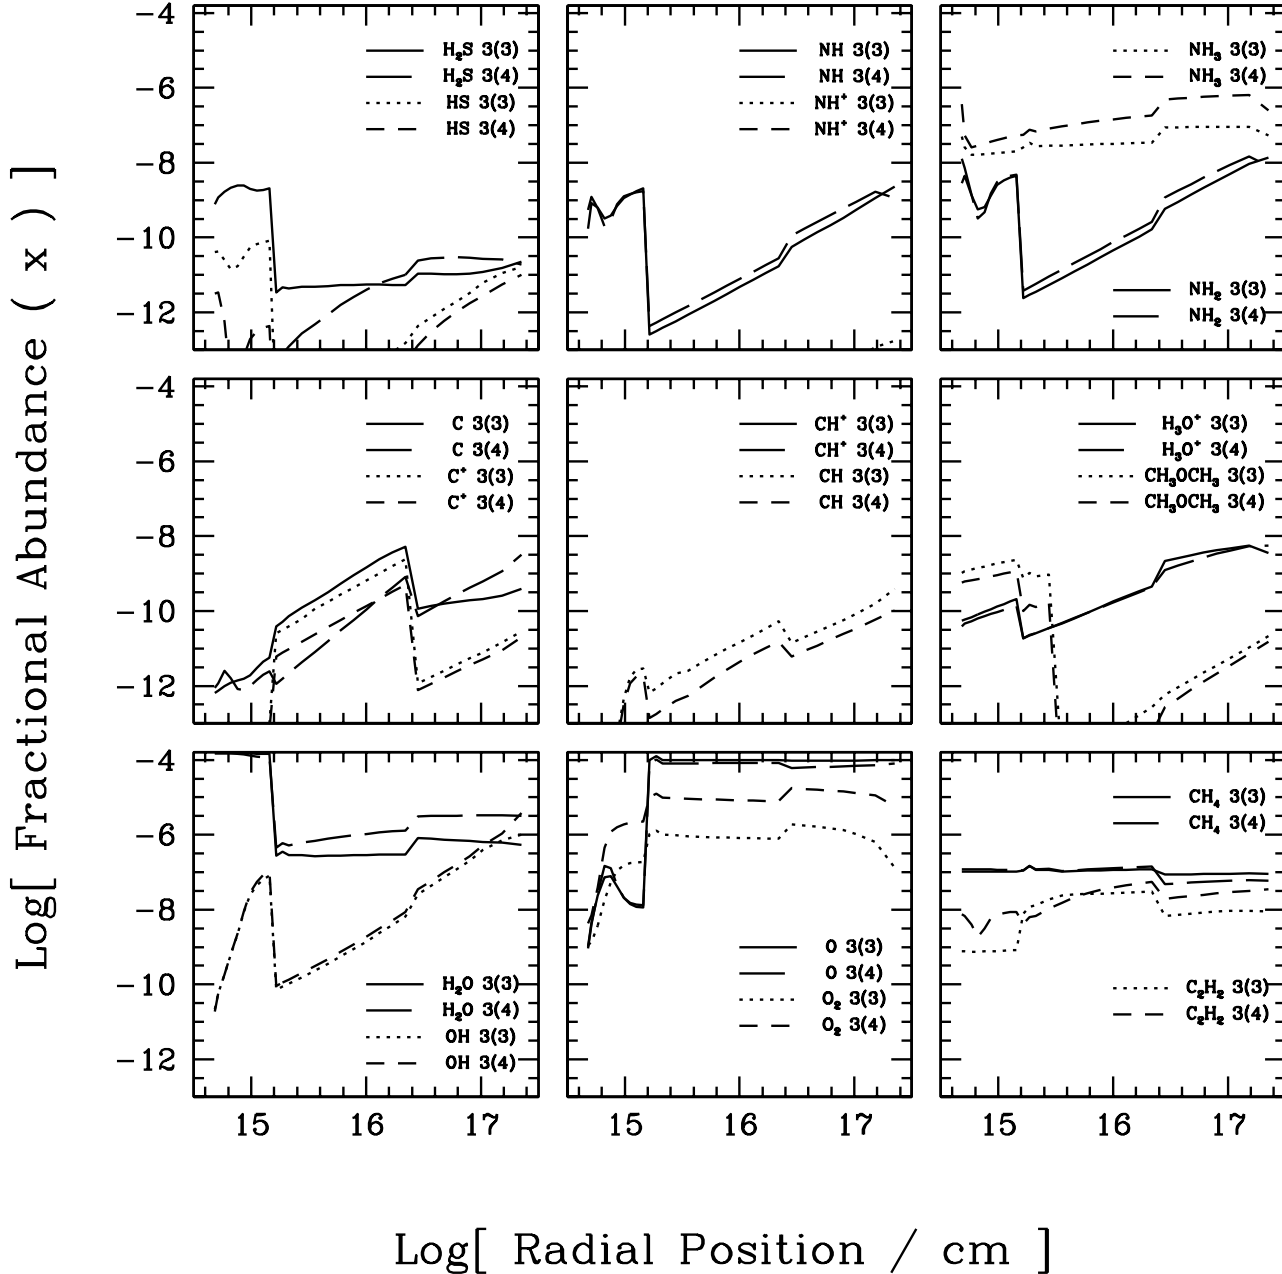 Log[ Fractional Abundance ( x ) ]
−4
−6
−8
−10
−12
H₂S 3(3)
H₂S 3(4)
HS 3(3)
HS 3(4)
NH 3(3)
NH 3(4)
NH⁺ 3(3)
NH⁺ 3(4)
NH₃ 3(3)
NH₃ 3(4)
NH₂ 3(3)
NH₂ 3(4)
−4
−6
−8
−10
−12
C 3(3)
C 3(4)
C⁺ 3(3)
C⁺ 3(4)
CH⁺ 3(3)
CH⁺ 3(4)
CH 3(3)
CH 3(4)
H₃O⁺ 3(3)
H₃O⁺ 3(4)
CH₃OCH₃ 3(3)
CH₃OCH₃ 3(4)
−4
−6
−8
−10
−12
H₂O 3(3)
H₂O 3(4)
OH 3(3)
OH 3(4)
O 3(3)
O 3(4)
O₂ 3(3)
O₂ 3(4)
CH₄ 3(3)
CH₄ 3(4)
C₂H₂ 3(3)
C₂H₂ 3(4)
15 16 17 15 16 17 15 16 17
Log[ Radial Position / cm ]